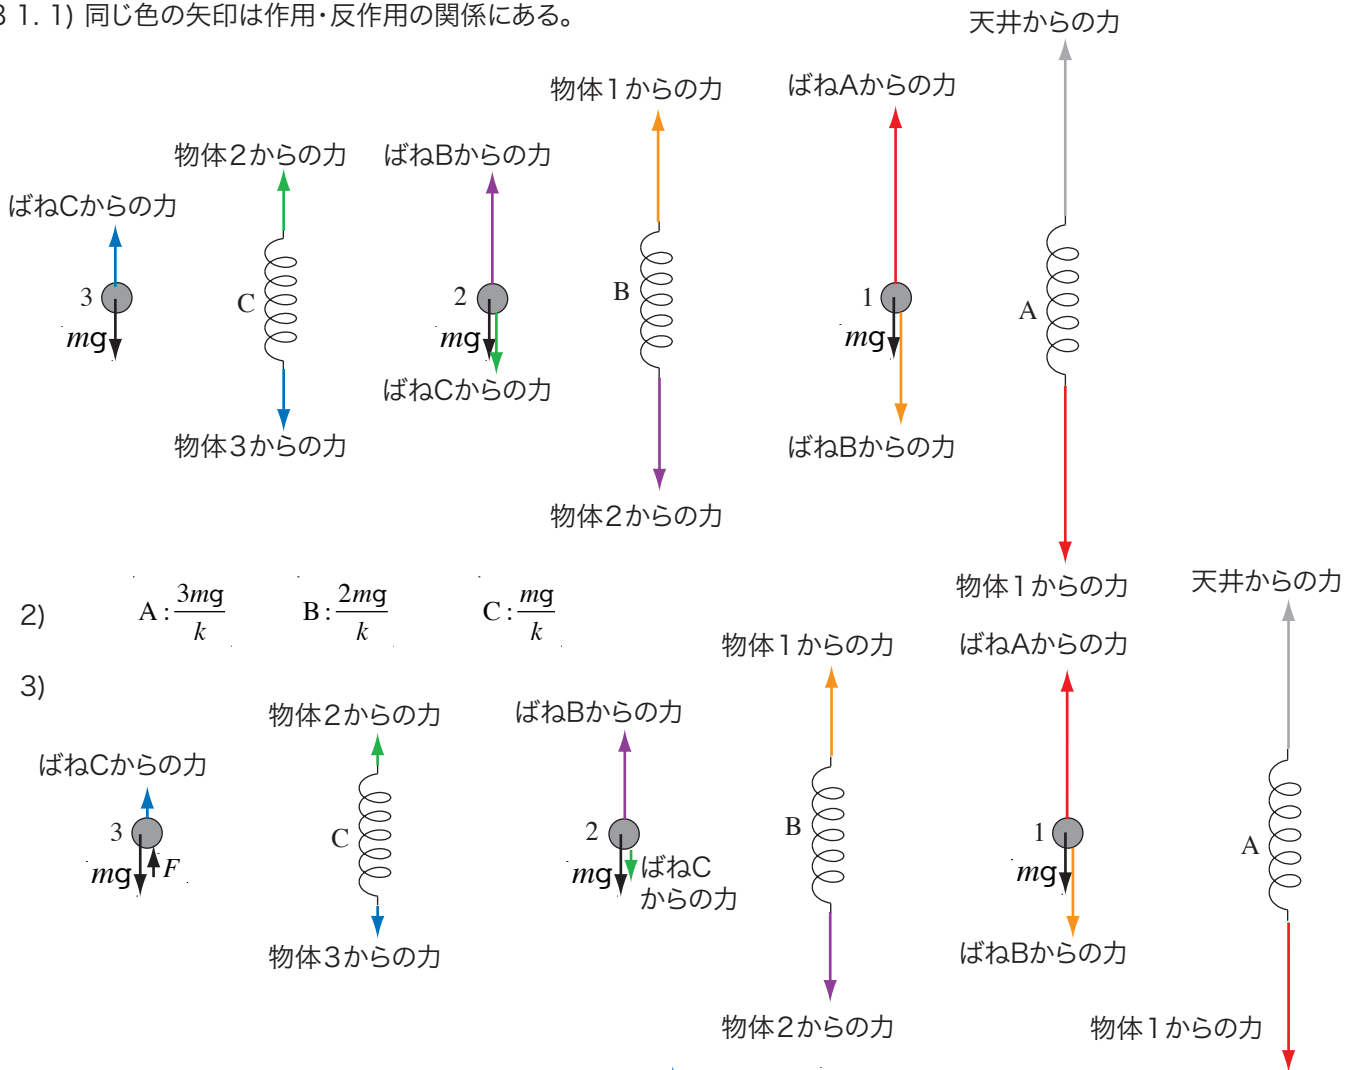 3 1. 1) 同じ色の矢印は作用・反作用の関係にある。
天井からの力
物体1からの力
ばねAからの力
物体2からの力
ばねBからの力
ばねCからの力
3
C
2
B
1
A
mg
mg
mg
ばねCからの力
物体3からの力
ばねBからの力
物体2からの力
物体1からの力
2) A : 3mg/k B : 2mg/k C : mg/k
天井からの力
物体1からの力
ばねAからの力
3)
物体2からの力
ばねBからの力
ばねCからの力
3
C
2
B
1
A
mg
F
mg
ばねC
からの力
mg
物体3からの力
ばねBからの力
物体2からの力
物体1からの力